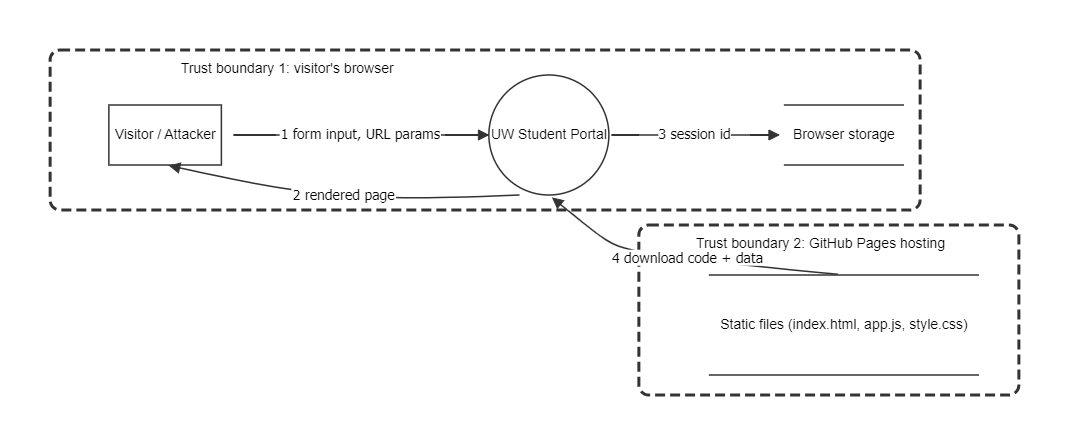 Trust boundary 1: visitor's browser
Visitor / Attacker
1 form input, URL params
UW Student Portal
3 session id
Browser storage
2 rendered page
Trust boundary 2: GitHub Pages hosting
4 download code + data
Static files (index.html, app.js, style.css)